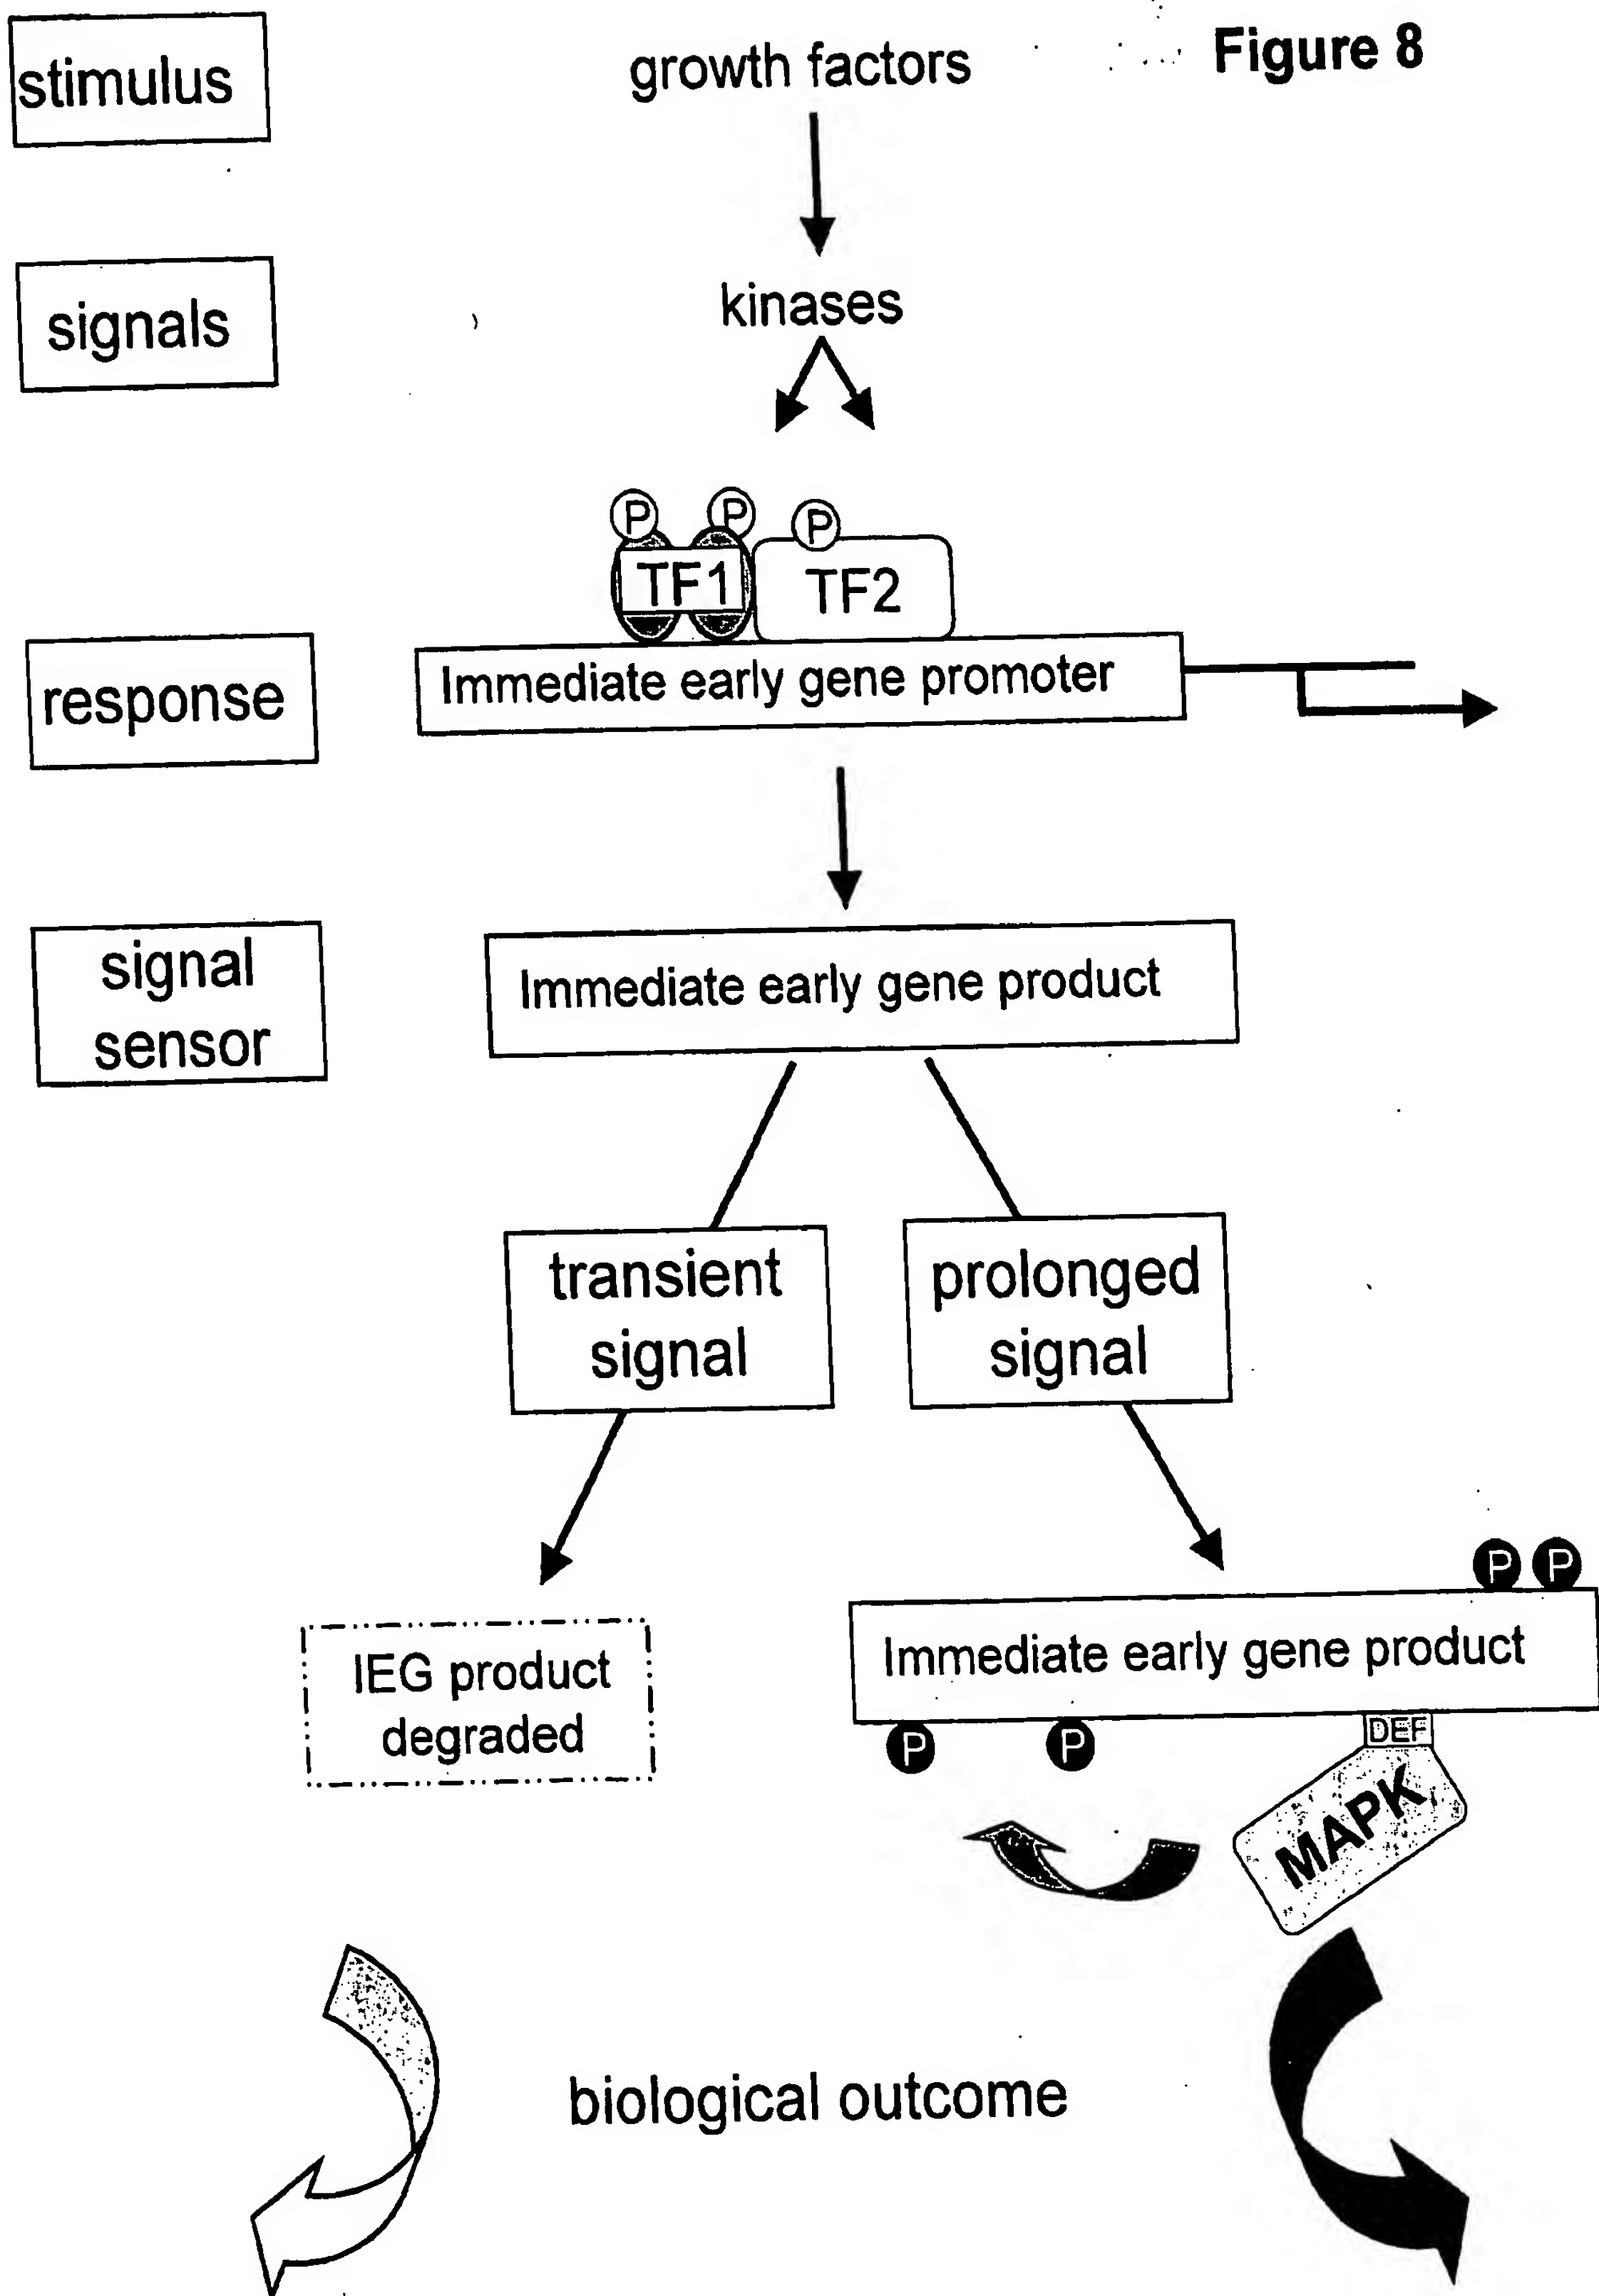 Figure 8
stimulus
growth factors
signals
kinases
P P P
TF1 TF2
response
Immediate early gene promoter
signal
sensor
Immediate early gene product
transient
signal
prolonged
signal
P P
IEG product
degraded
Immediate early gene product
P P
DEF
MAPK
biological outcome